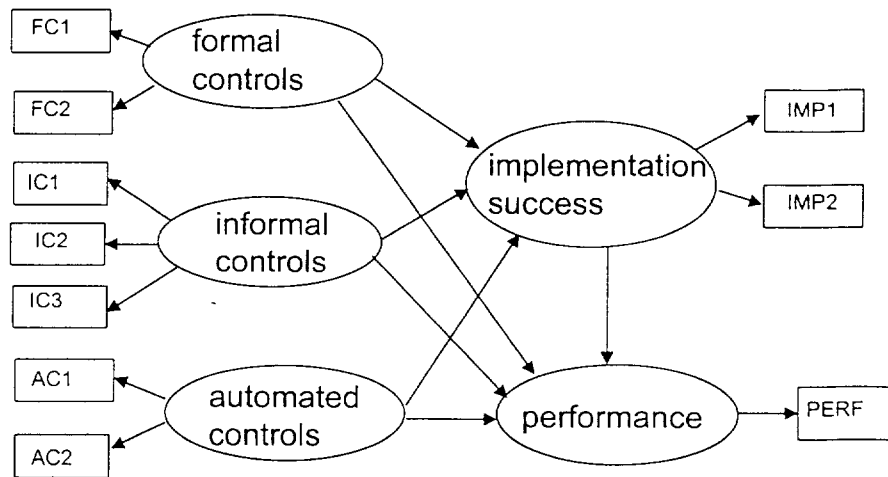 FC1
formal
controls
FC2
IMP1
implementation
success
IMP2
IC1
IC2
informal
controls
IC3
AC1
automated
controls
AC2
performance
PERF